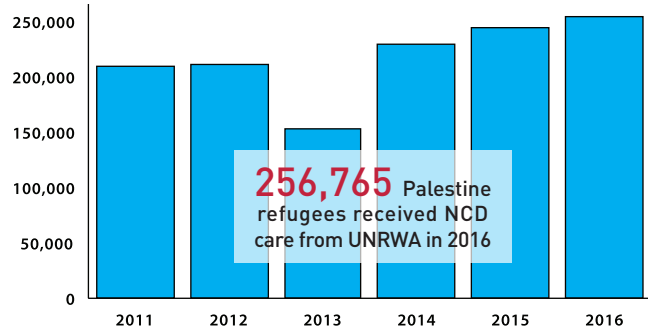 250,000
200,000
150,000
100,000
50,000
0
256,765 Palestine
refugees received NCD
care from UNRWA in 2016
2011 2012 2013 2014 2015 2016